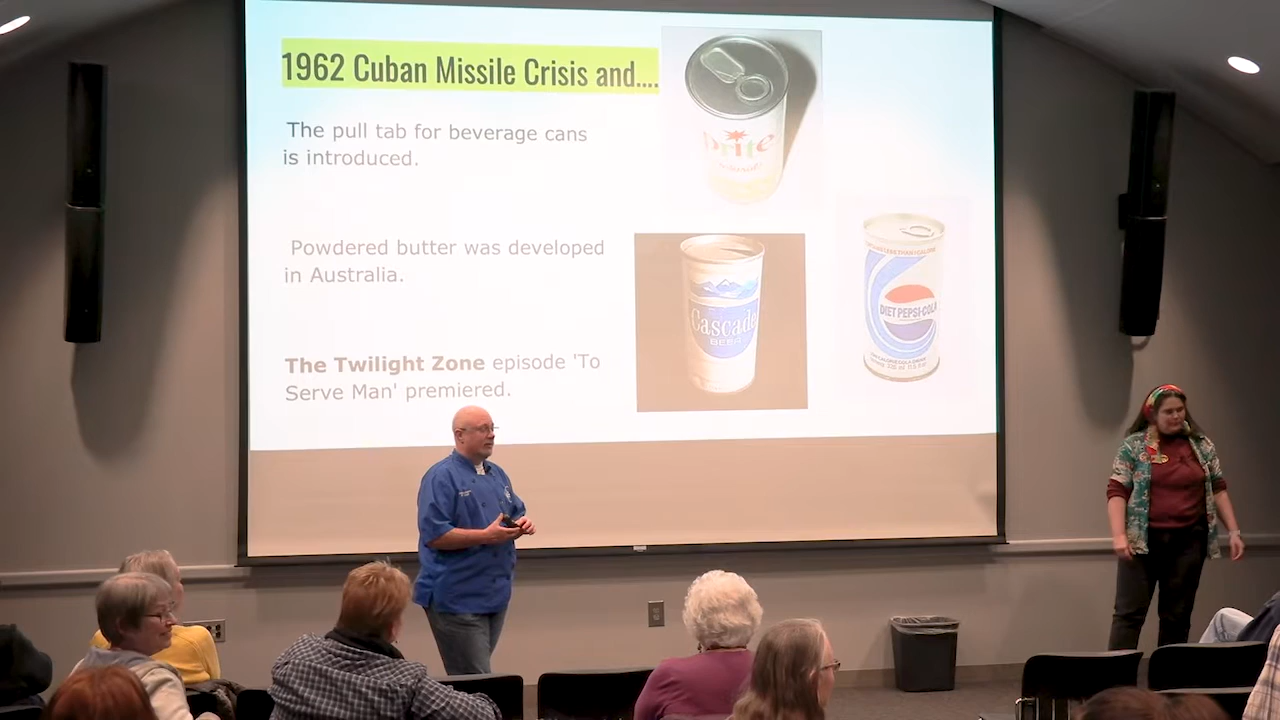 1962 Cuban Missile Crisis and....
The pull tab for beverage cans
is introduced.
Powdered butter was developed
in Australia.
The Twilight Zone episode 'To
Serve Man' premiered.
Cascade
BEER
DIET PEPSI-COLA